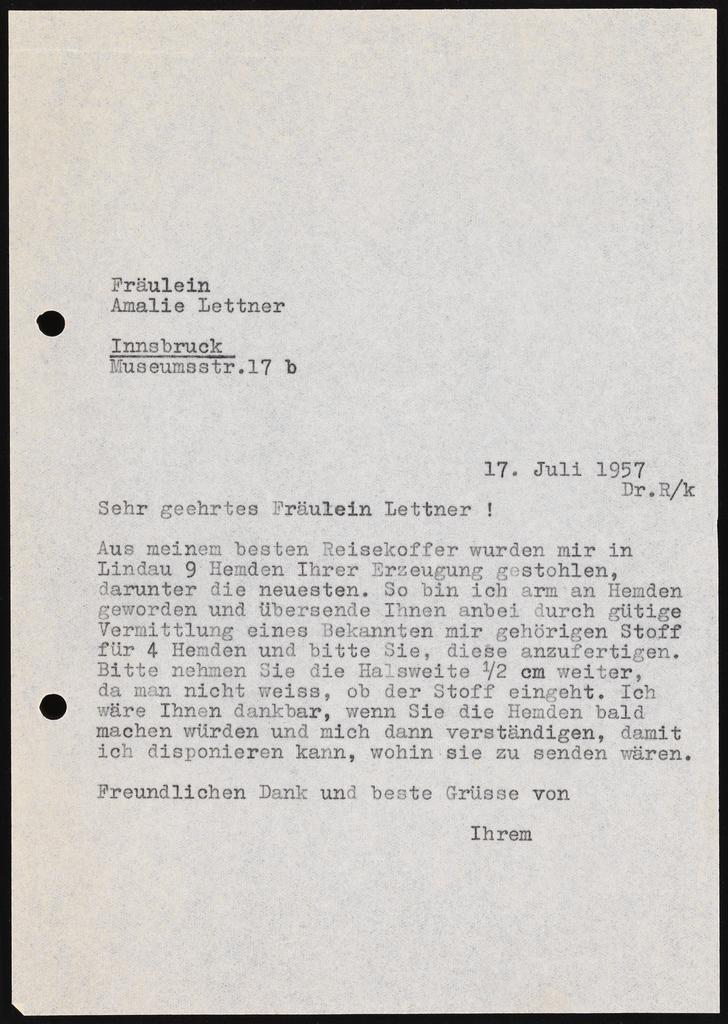 Fräulein
Amalie Lettner
Innsbruck
Museumsstr.17 b
17. Juli 1957
Dr.R/k
Sehr geehrtes Fräulein Lettner !
Aus meinem besten Reisekoffer wurden mir in
Lindau 9 Hemden Ihrer Erzeugung gestohlen,
darunter die neuesten. So bin ich arm an Hemden
geworden und übersende Ihnen anbei durch gütige
Vermittlung eines Bekannten mir gehörigen Stoff
für 4 Hemden und bitte Sie, diese anzufertigen.
Bitte nehmen Sie die Halsweite 1/2 cm weiter,
da man nicht weiss, ob der Stoff eingeht. Ich
wäre Ihnen dankbar, wenn Sie die Hemden bald
machen würden und mich dann verständigen, damit
ich disponieren kann, wohin sie zu senden wären.
Freundlichen Dank und beste Grüsse von
Ihrem